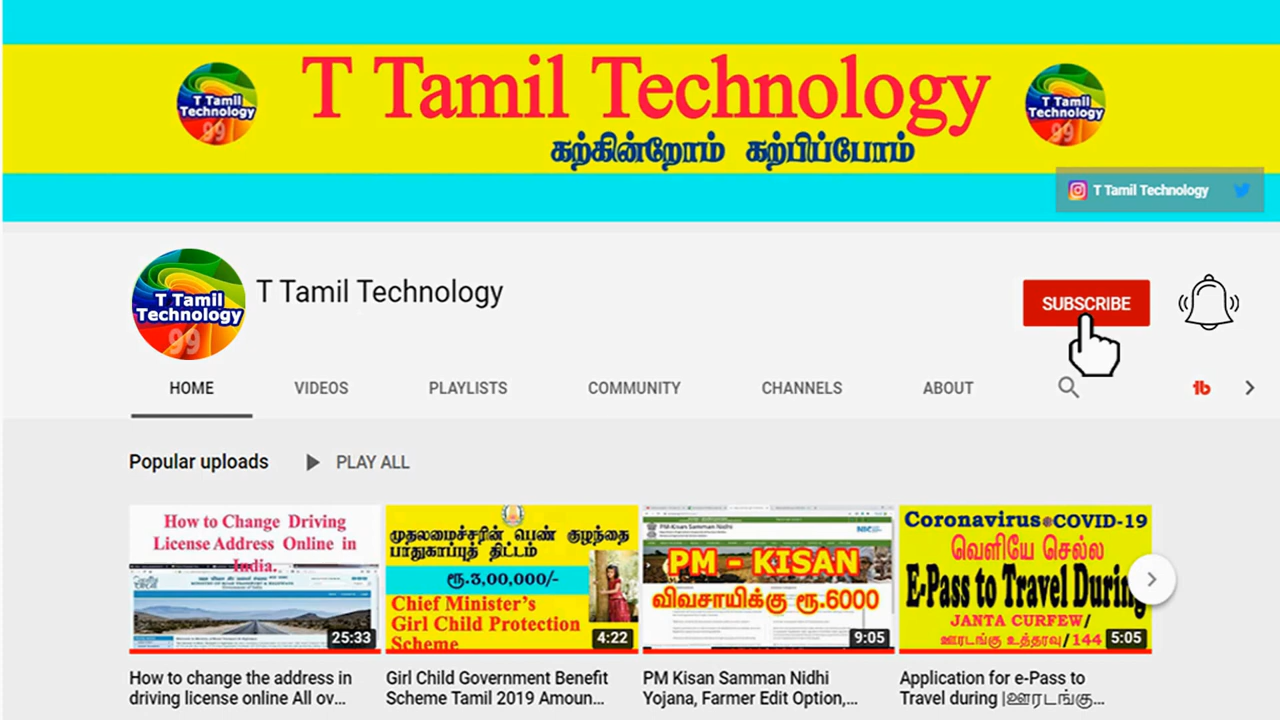 T Tamil Technology
T Tamil
Technology
99
T Tamil
Technology
99
கற்கின்றோம் கற்பிப்போம்
T Tamil Technology
T Tamil
Technology
99
T Tamil Technology
SUBSCRIBE
HOME VIDEOS PLAYLISTS COMMUNITY CHANNELS ABOUT
Popular uploads PLAY ALL
How to Change Driving
License Address Online in
India.
25:33
முதலமைச்சரின் பெண் குழந்தை
பாதுகாப்புத் திட்டம்
ரூ.3,00,000/-
Chief Minister's
Girl Child Protection
Scheme
4:22
PM-Kisan Samman Nidhi
PM - KISAN
விவசாயிக்கு ரூ.6000
9:05
Coronavirus COVID-19
வெளியே செல்ல
E-Pass to Travel During
JANTA CURFEW/
ஊரடங்கு உத்தரவு/144
5:05
How to change the address in
driving license online All ov...
Girl Child Government Benefit
Scheme Tamil 2019 Amoun...
PM Kisan Samman Nidhi
Yojana, Farmer Edit Option,...
Application for e-Pass to
Travel during |ஊரடங்கு...